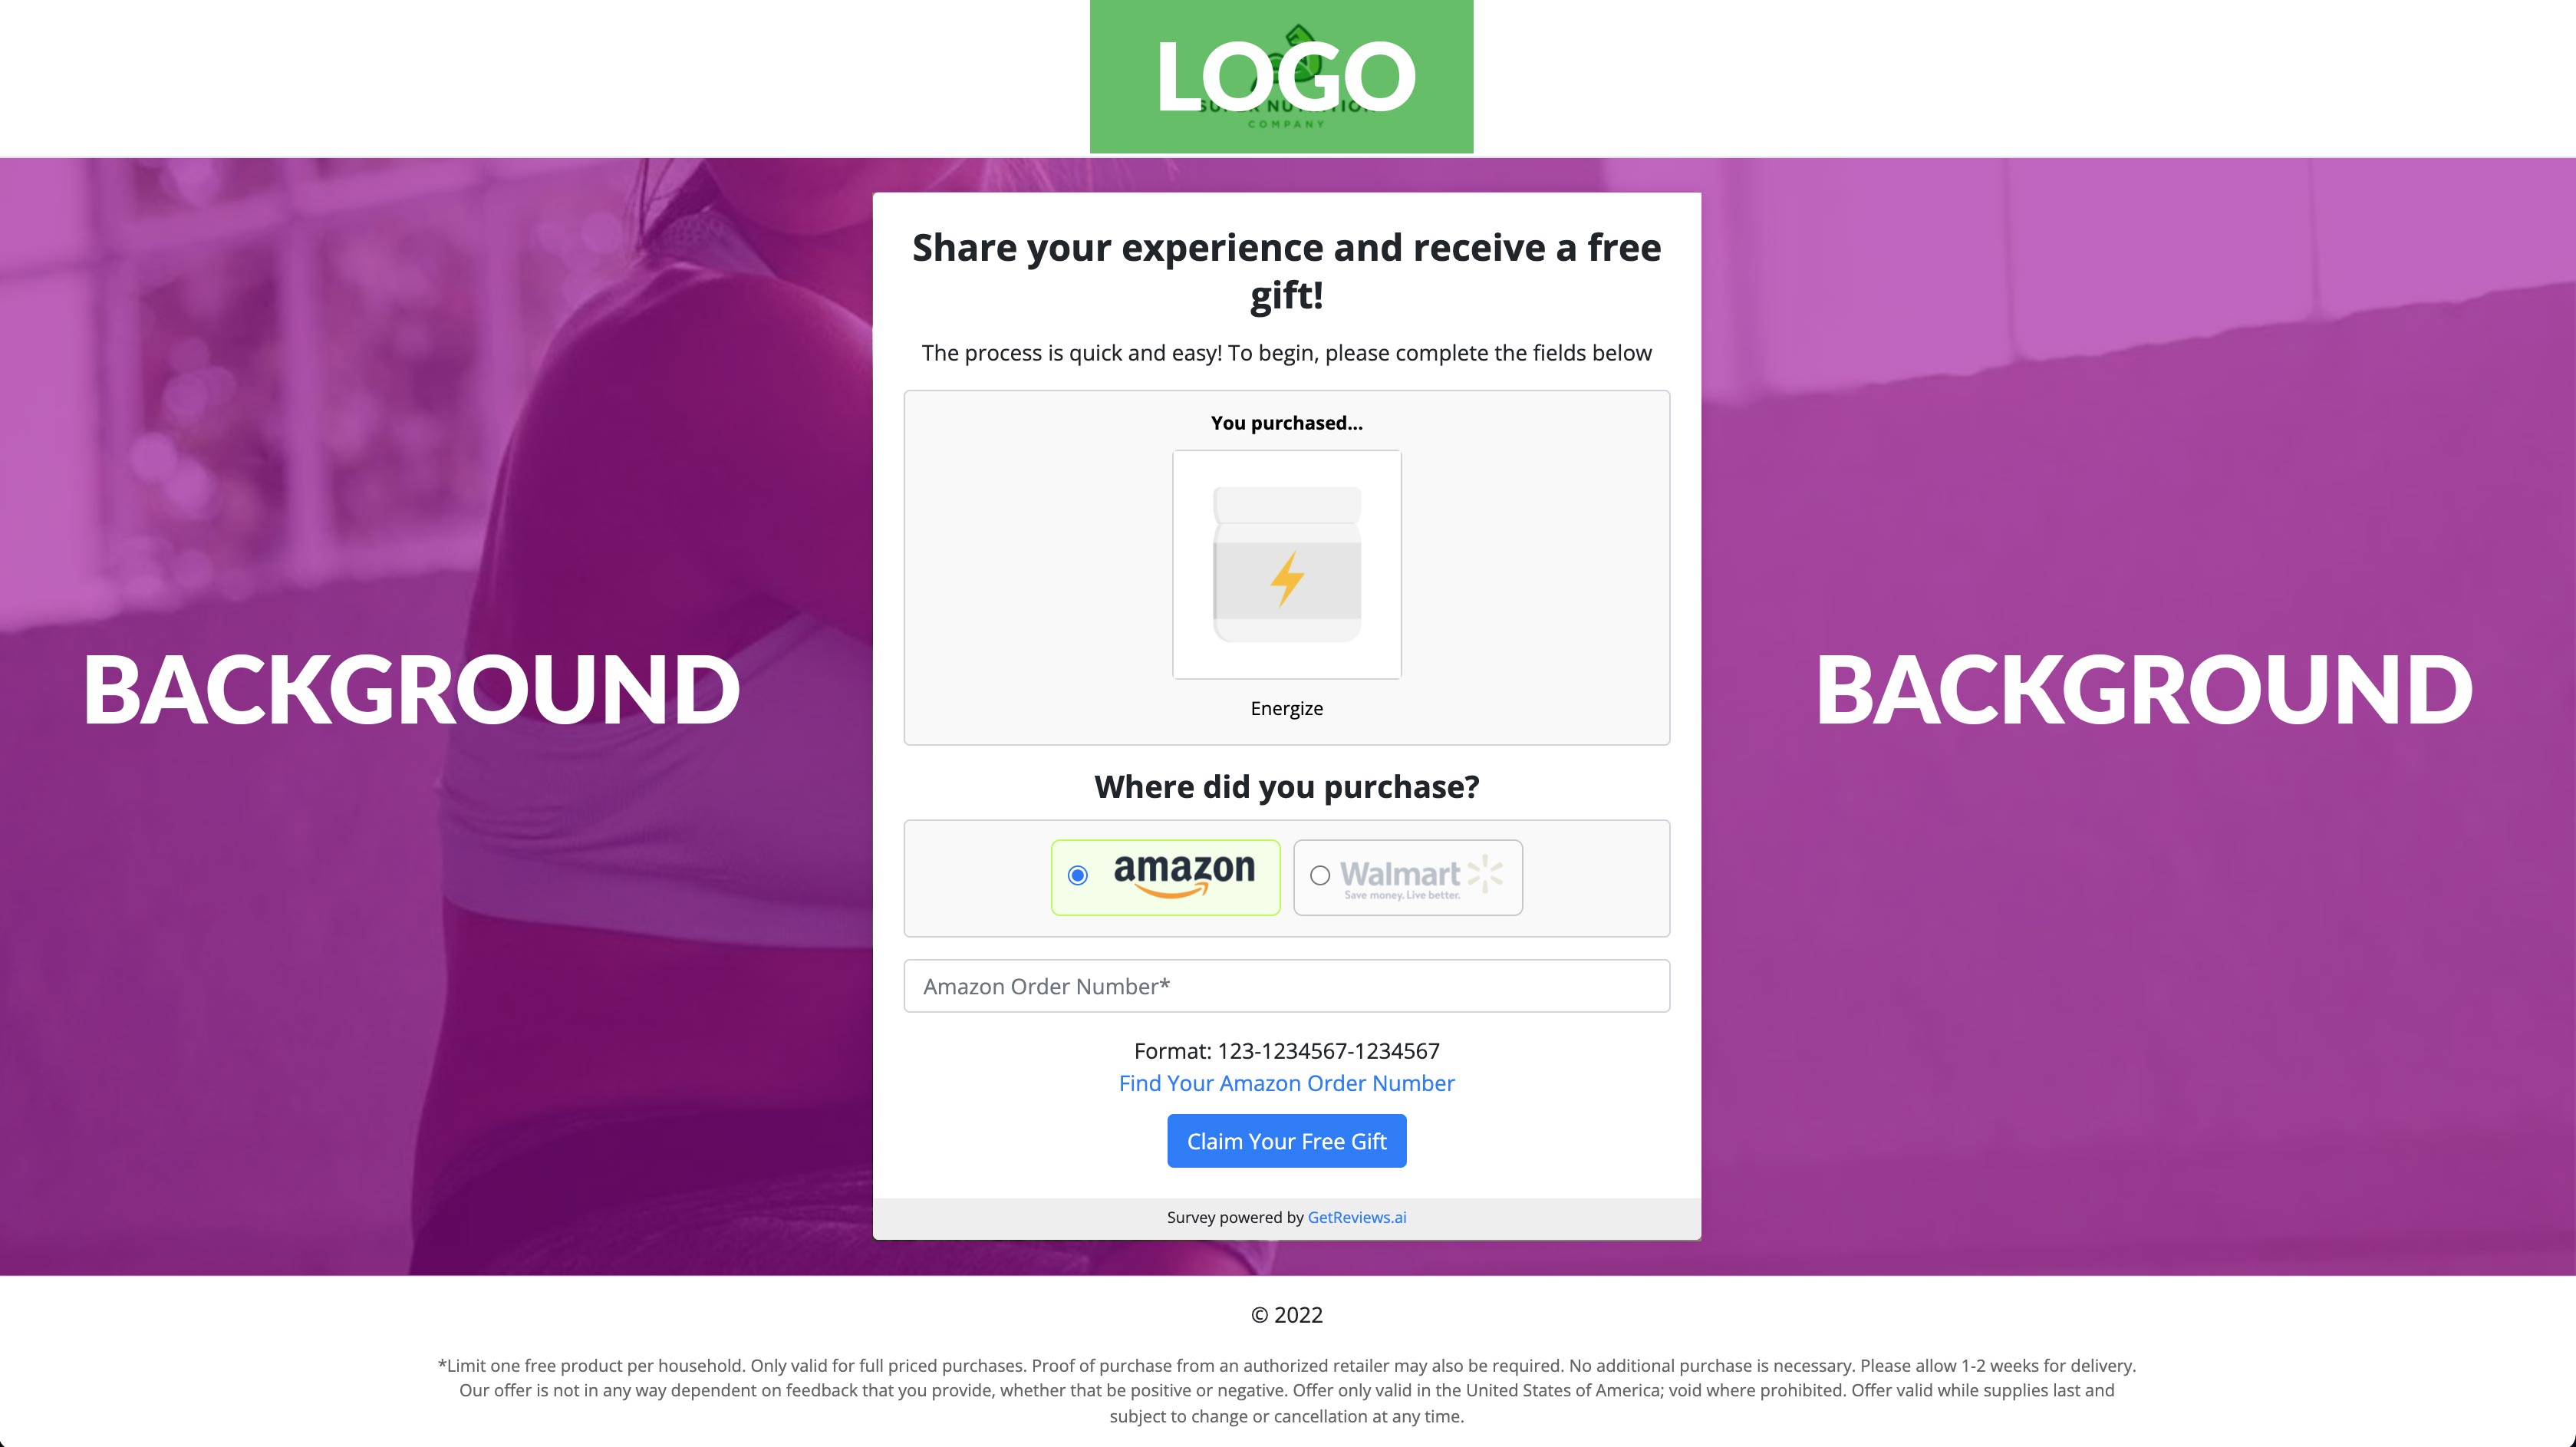 LOGO
COMPANY
Share your experience and receive a free
gift!
The process is quick and easy! To begin, please complete the fields below
You purchased...
Energize
BACKGROUND
BACKGROUND
Where did you purchase?
amazon
Walmart
Save money. Live better.
Amazon Order Number*
Format: 123-1234567-1234567
Find Your Amazon Order Number
Claim Your Free Gift
Survey powered by GetReviews.ai
© 2022
*Limit one free product per household. Only valid for full priced purchases. Proof of purchase from an authorized retailer may also be required. No additional purchase is necessary. Please allow 1-2 weeks for delivery.
Our offer is not in any way dependent on feedback that you provide, whether that be positive or negative. Offer only valid in the United States of America; void where prohibited. Offer valid while supplies last and
subject to change or cancellation at any time.